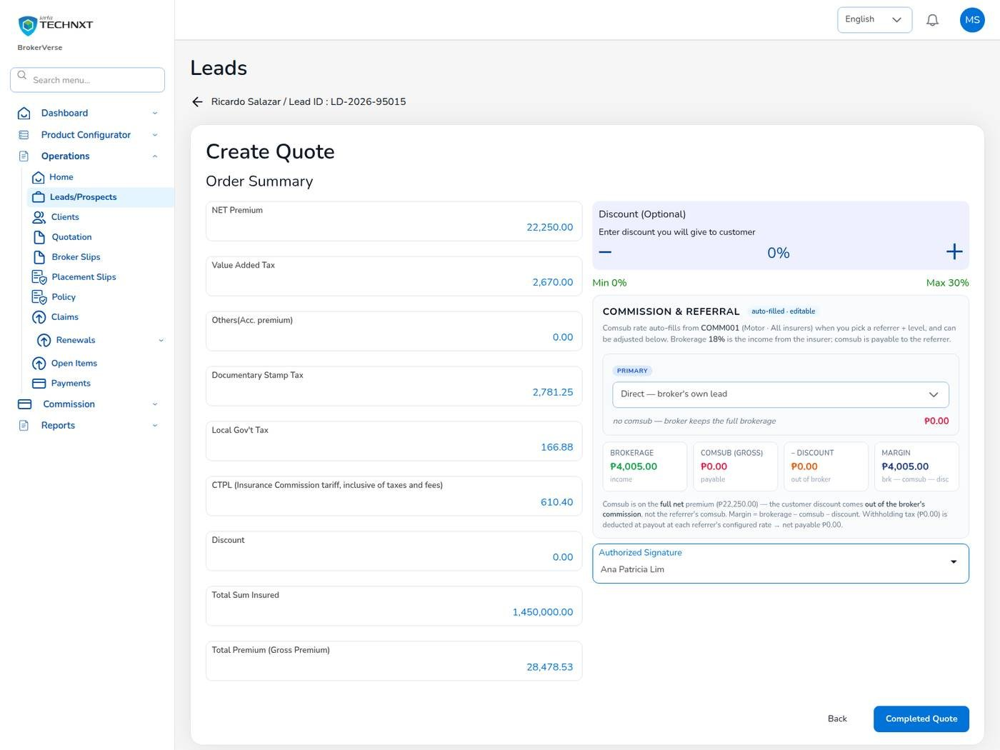 iorta
TECHNXT
BrokerVerse
Search menu...
Dashboard
Product Configurator
Operations
Home
Leads/Prospects
Clients
Quotation
Broker Slips
Placement Slips
Policy
Claims
Renewals
Open Items
Payments
Commission
Reports
English
MS
Leads
Ricardo Salazar / Lead ID : LD-2026-95015
Create Quote
Order Summary
NET Premium
22,250.00
Value Added Tax
2,670.00
Others(Acc. premium)
0.00
Documentary Stamp Tax
2,781.25
Local Gov't Tax
166.88
CTPL (Insurance Commission tariff, inclusive of taxes and fees)
610.40
Discount
0.00
Total Sum Insured
1,450,000.00
Total Premium (Gross Premium)
28,478.53
Discount (Optional)
Enter discount you will give to customer
− 0% +
Min 0% Max 30%
COMMISSION & REFERRAL auto-filled · editable
Comsub rate auto-fills from COMM001 (Motor · All insurers) when you pick a referrer + level, and can
be adjusted below. Brokerage 18% is the income from the insurer; comsub is payable to the referrer.
PRIMARY
Direct — broker's own lead
no comsub — broker keeps the full brokerage ₱0.00
BROKERAGE
₱4,005.00
income
COMSUB (GROSS)
₱0.00
payable
− DISCOUNT
₱0.00
out of broker
MARGIN
₱4,005.00
brk — comsub — disc
Comsub is on the full net premium (₱22,250.00) — the customer discount comes out of the broker's
commission, not the referrer's comsub. Margin = brokerage − comsub − discount. Withholding tax (₱0.00) is
deducted at payout at each referrer's configured rate → net payable ₱0.00.
Authorized Signature
Ana Patricia Lim
Back
Completed Quote